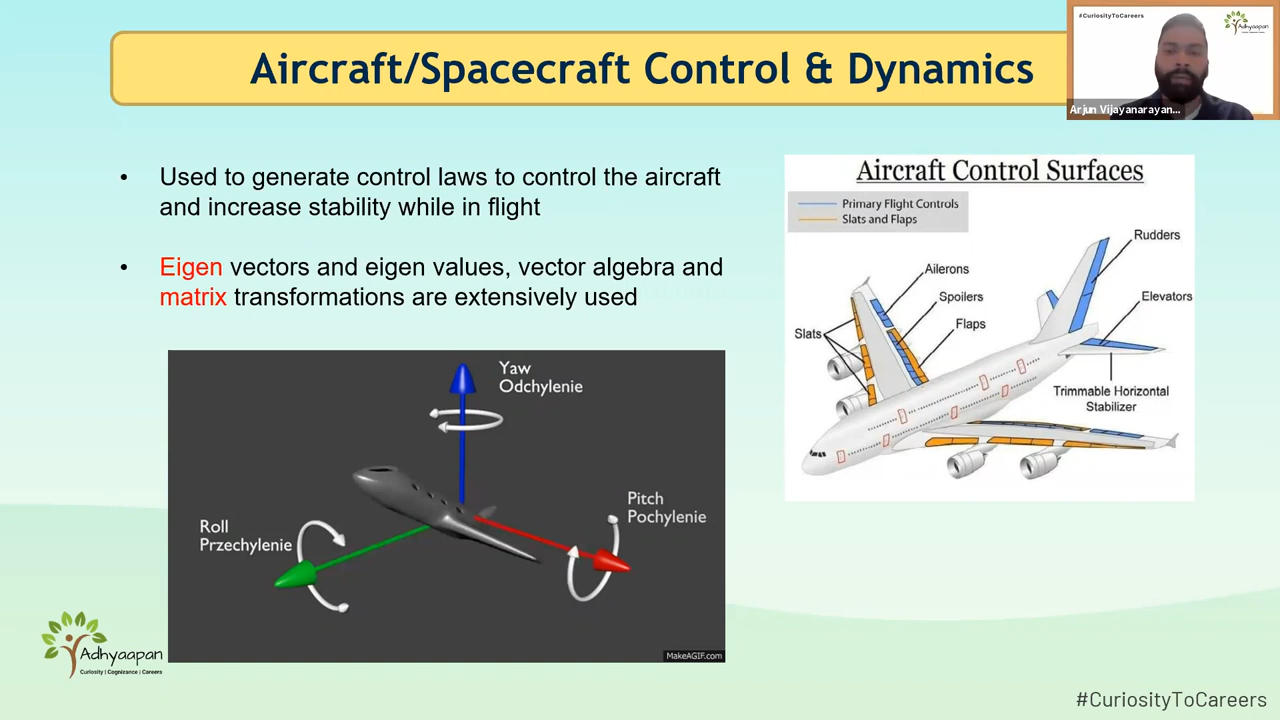 Aircraft/Spacecraft Control & Dynamics
#CuriosityToCareers
Adhyaapan
Arjun Vijayanarayan...
• Used to generate control laws to control the aircraft
and increase stability while in flight
• Eigen vectors and eigen values, vector algebra and
matrix transformations are extensively used
Aircraft Control Surfaces
Primary Flight Controls
Slats and Flaps
Rudders
Ailerons
Elevators
Spoilers
Flaps
Slats
Trimmable Horizontal
Stabilizer
Yaw
Odchylenie
Pitch
Pochylenie
Roll
Przechylenie
MakeAGIF.com
Adhyaapan
Curiosity | Cognizance | Careers
#CuriosityToCareers